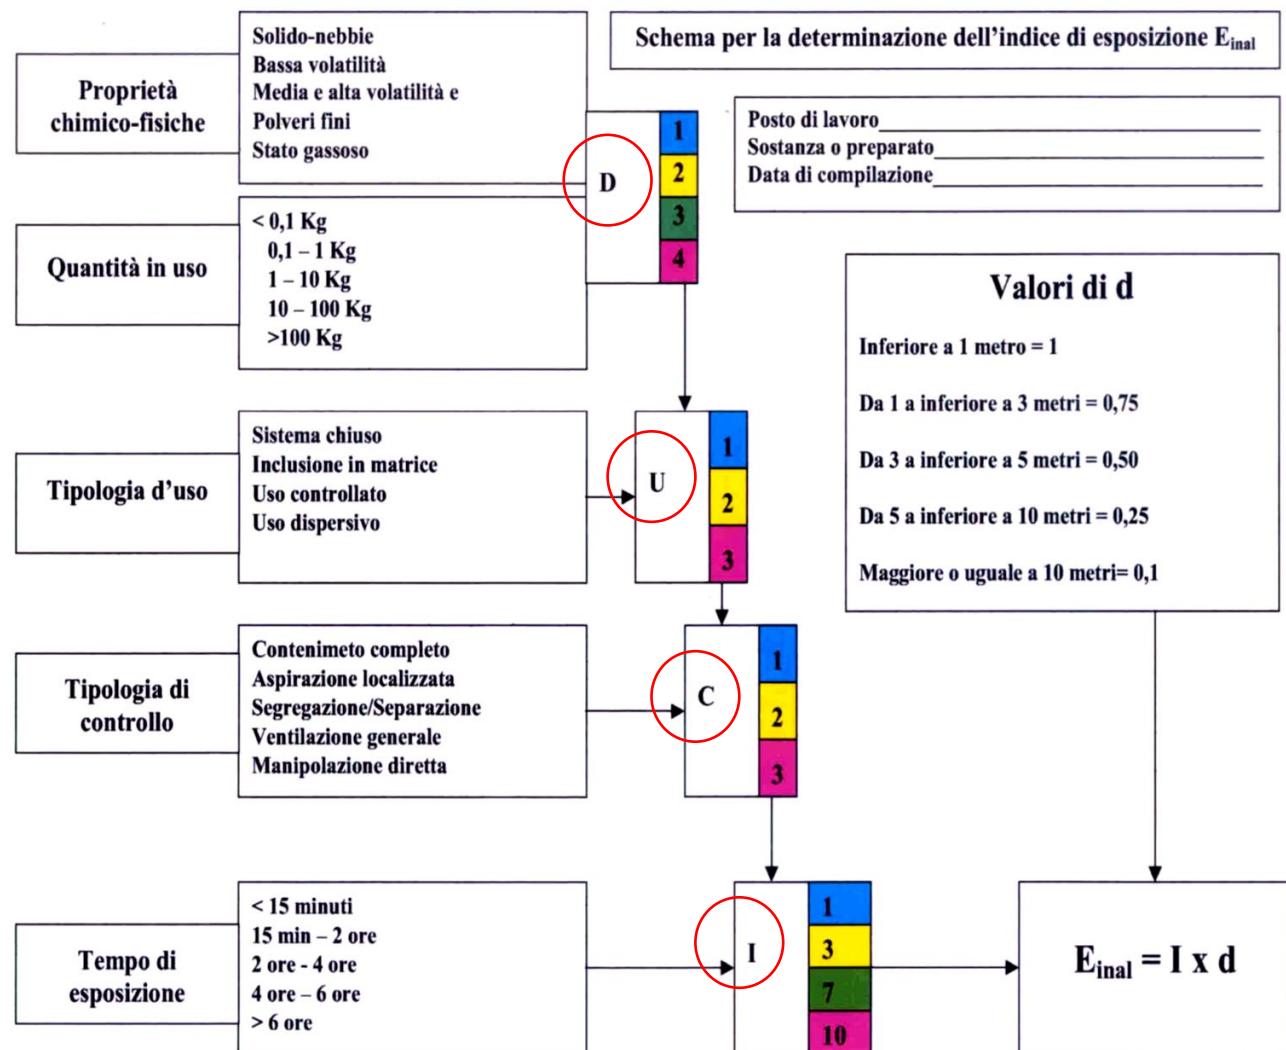 Schema per la determinazione dell'indice di esposizione Einal
Posto di lavoro
Sostanza o preparato
Data di compilazione
Proprietà
chimico-fisiche
Solido-nebbie
Bassa volatilità
Media e alta volatilità e
Polveri fini
Stato gassoso
Quantità in uso
< 0,1 Kg
0,1 – 1 Kg
1 – 10 Kg
10 – 100 Kg
>100 Kg
D
1
2
3
4
Valori di d
Inferiore a 1 metro = 1
Da 1 a inferiore a 3 metri = 0,75
Da 3 a inferiore a 5 metri = 0,50
Da 5 a inferiore a 10 metri = 0,25
Maggiore o uguale a 10 metri= 0,1
Tipologia d'uso
Sistema chiuso
Inclusione in matrice
Uso controllato
Uso dispersivo
U
1
2
3
Tipologia di
controllo
Contenimeto completo
Aspirazione localizzata
Segregazione/Separazione
Ventilazione generale
Manipolazione diretta
C
1
2
3
Tempo di
esposizione
< 15 minuti
15 min – 2 ore
2 ore - 4 ore
4 ore – 6 ore
> 6 ore
I
1
3
7
10
Einal = I x d